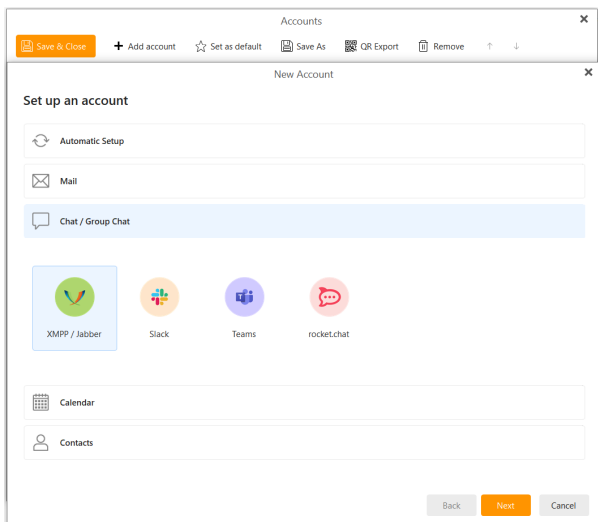 Accounts
Save & Close Add account Set as default Save As QR Export Remove
New Account
Set up an account
Automatic Setup
Mail
Chat / Group Chat
XMPP / Jabber Slack Teams rocket.chat
Calendar
Contacts
Back Next Cancel